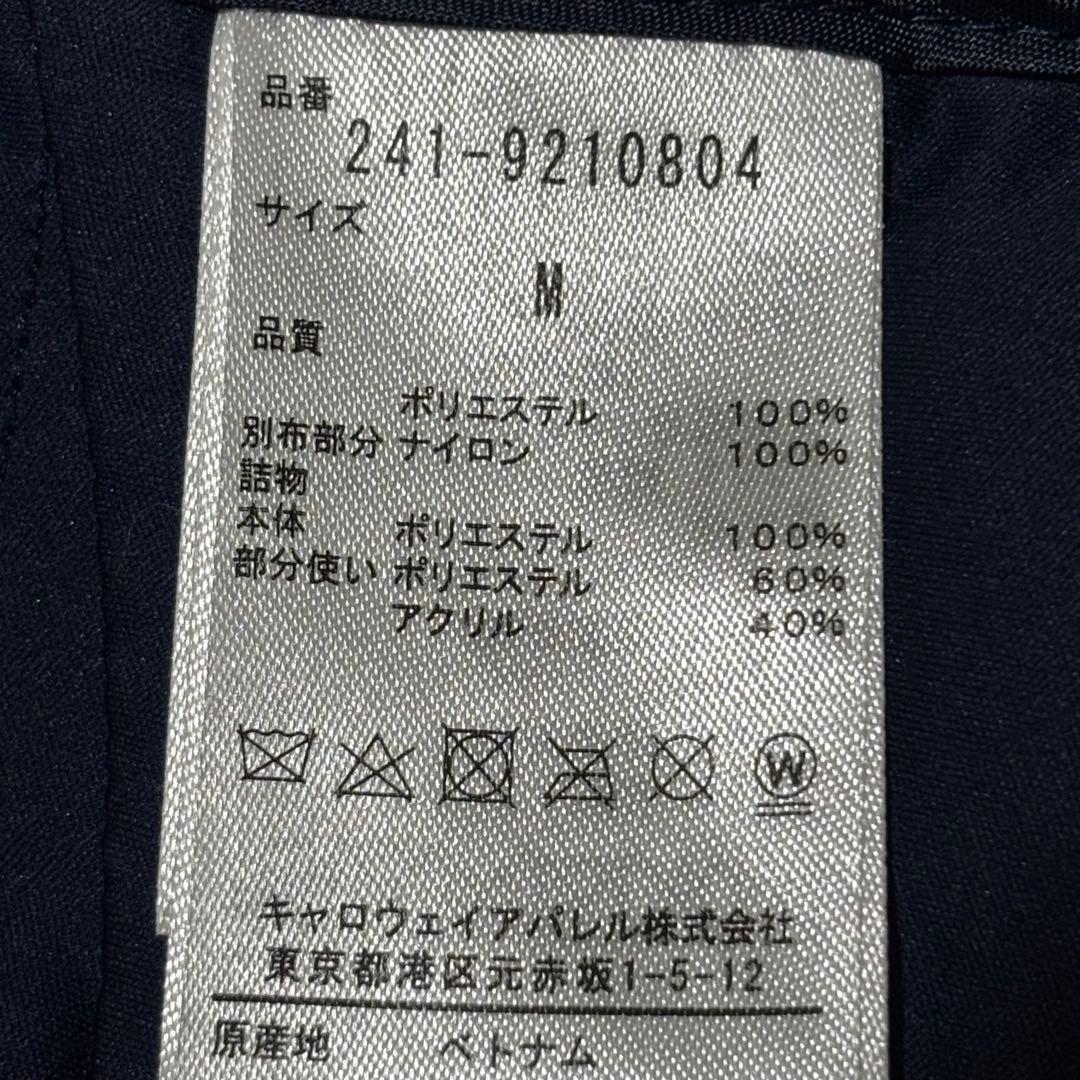 品番
241-9210804
サイズ
M
品質
ポリエステル 100%
別布部分 ナイロン 100%
詰物
本体 ポリエステル 100%
部分使い ポリエステル 60%
アクリル 40%
W
キャロウェイアパレル株式会社
東京都港区元赤坂1-5-12
原産地 ベトナム